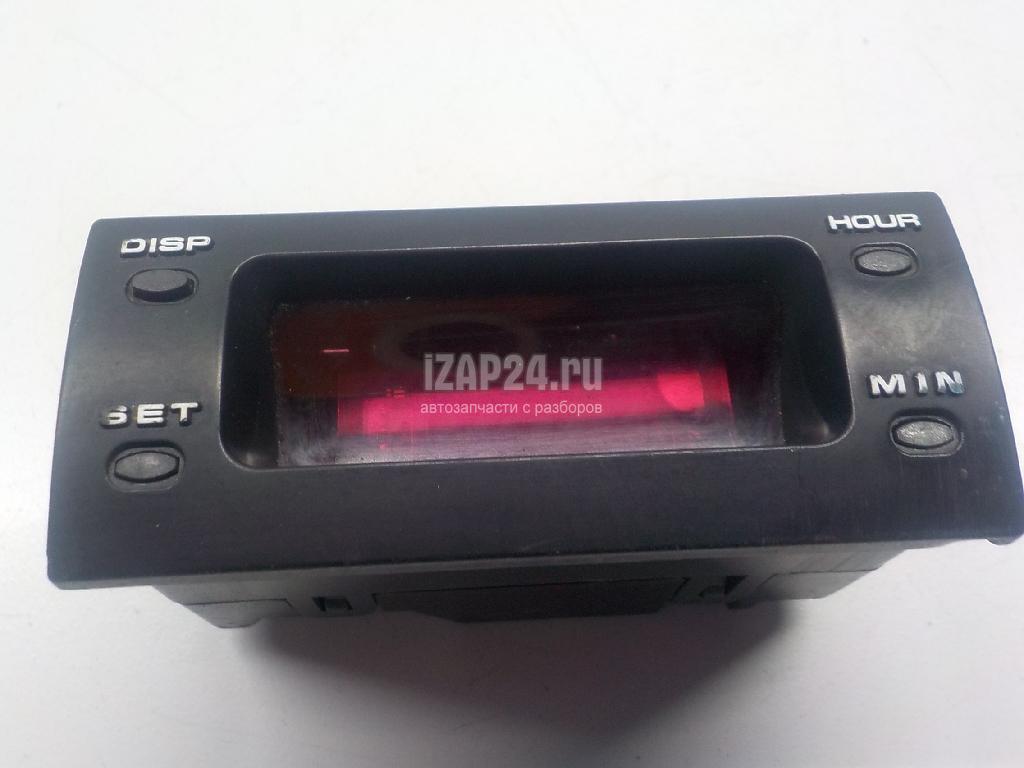 DISP
HOUR
iZAP24.ru
автозапчасти с разборов
SET
MIN